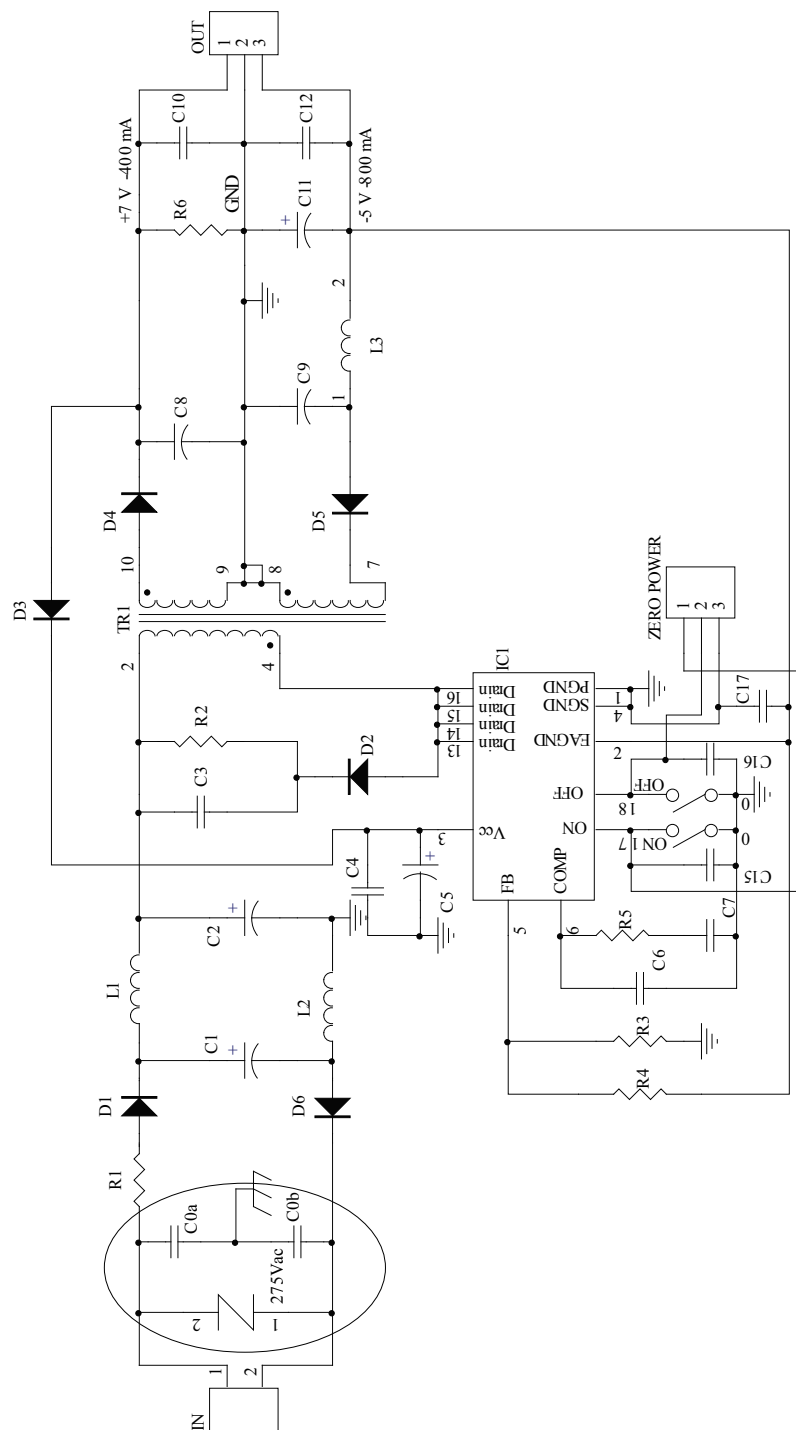 IN
1
2
2
1
275Vac
C0a
C0b
R1
D1
D6
C1
+
L1
L2
C2
+
C3
R2
D2
C4
C5
+
D3
TR1
2
4
10
9
8
7
D4
D5
C8
C9
1
L3
2
R6
C11
+
GND
C10
C12
+7 V -400 mA
-5 V -800 mA
OUT
1
2
3
IC1
Vcc
3
Drain
Drain
Drain
Drain
13
14
15
16
FB
5
COMP
6
ON
17
OFF
18
EAGND
2
SGND
4
PGND
1
R4
R3
C6
R5
C7
C15
ON
0
OFF
0
C16
C17
ZERO POWER
1
2
3